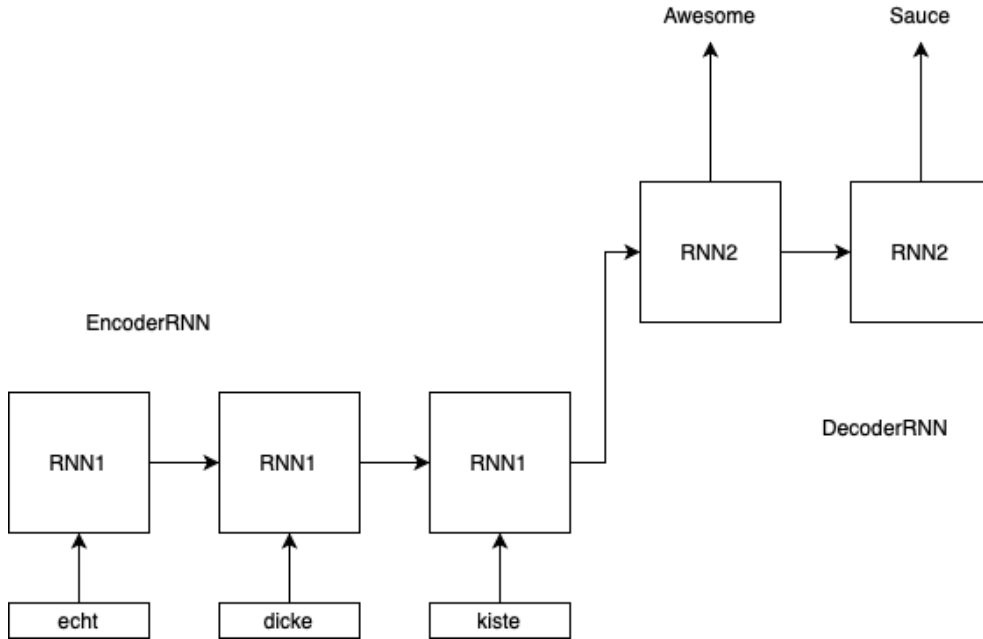 Awesome
Sauce
RNN2
RNN2
EncoderRNN
RNN1
RNN1
RNN1
DecoderRNN
echt
dicke
kiste